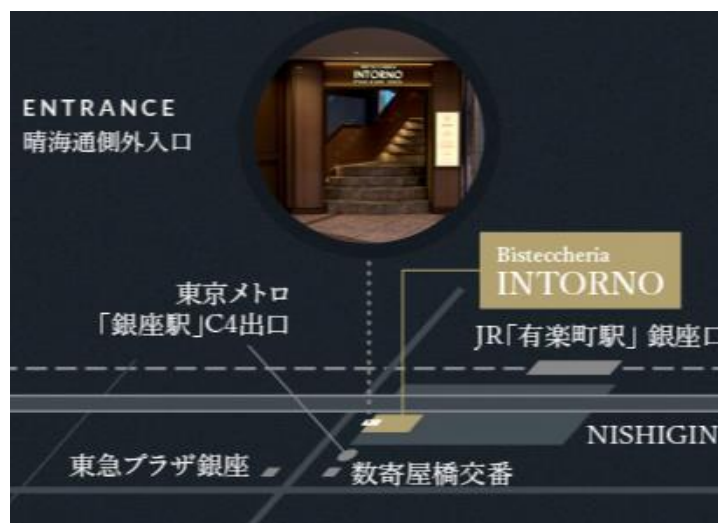 INTORNO
ENTRANCE
晴海通側外入口
Bisteccheria
INTORNO
東京メトロ
「銀座駅」C4出口
JR「有楽町駅」 銀座口
NISHIGIN
東急プラザ銀座
数寄屋橋交番